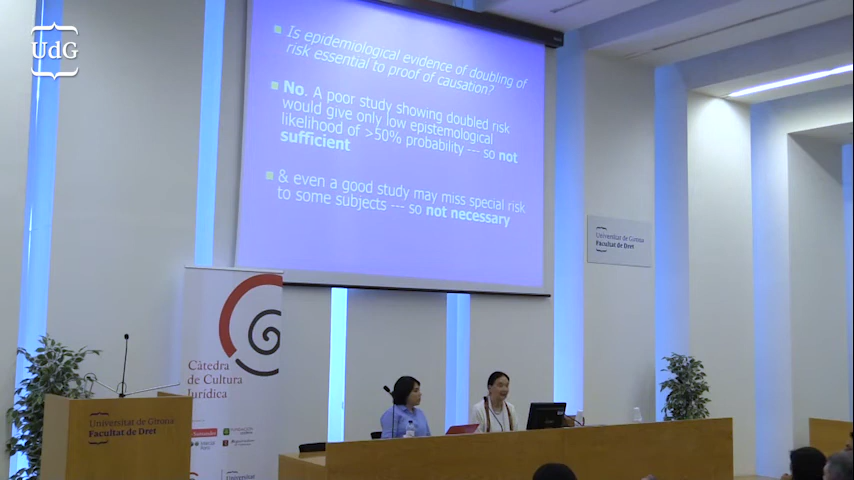 UdG
Is epidemiological evidence of doubling of
risk essential to proof of causation?
No. A poor study showing doubled risk
would give only low epistemological
likelihood of >50% probability --- so not
sufficient
& even a good study may miss special risk
to some subjects --- so not necessary
Universitat de Girona
Facultat de Dret
Càtedra
de Cultura
Jurídica
Universitat de Girona
Facultat de Dret